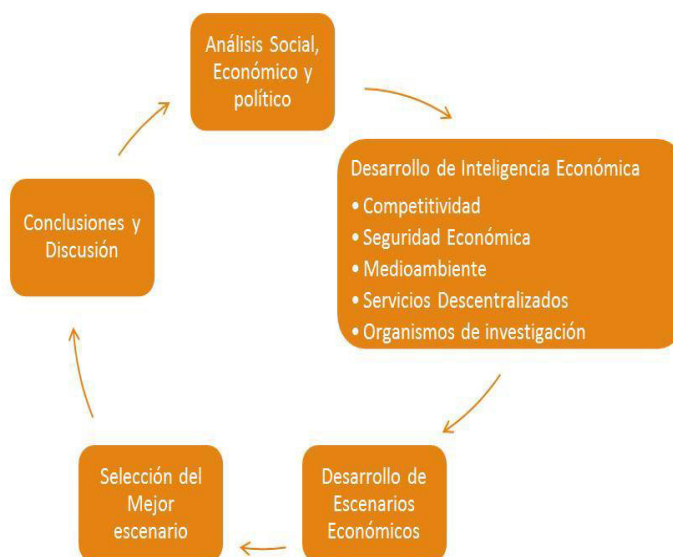 Análisis Social,
Económico y
político
Desarrollo de Inteligencia Económica
• Competitividad
• Seguridad Económica
• Medioambiente
• Servicios Descentralizados
• Organismos de investigación
Desarrollo de
Escenarios
Económicos
Selección del
Mejor
escenario
Conclusiones y
Discusión